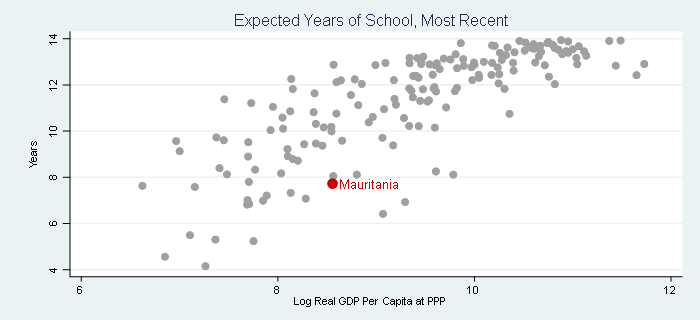 Expected Years of School, Most Recent
14
12
10
8
6
4
Years
Mauritania
6 8 10 12
Log Real GDP Per Capita at PPP